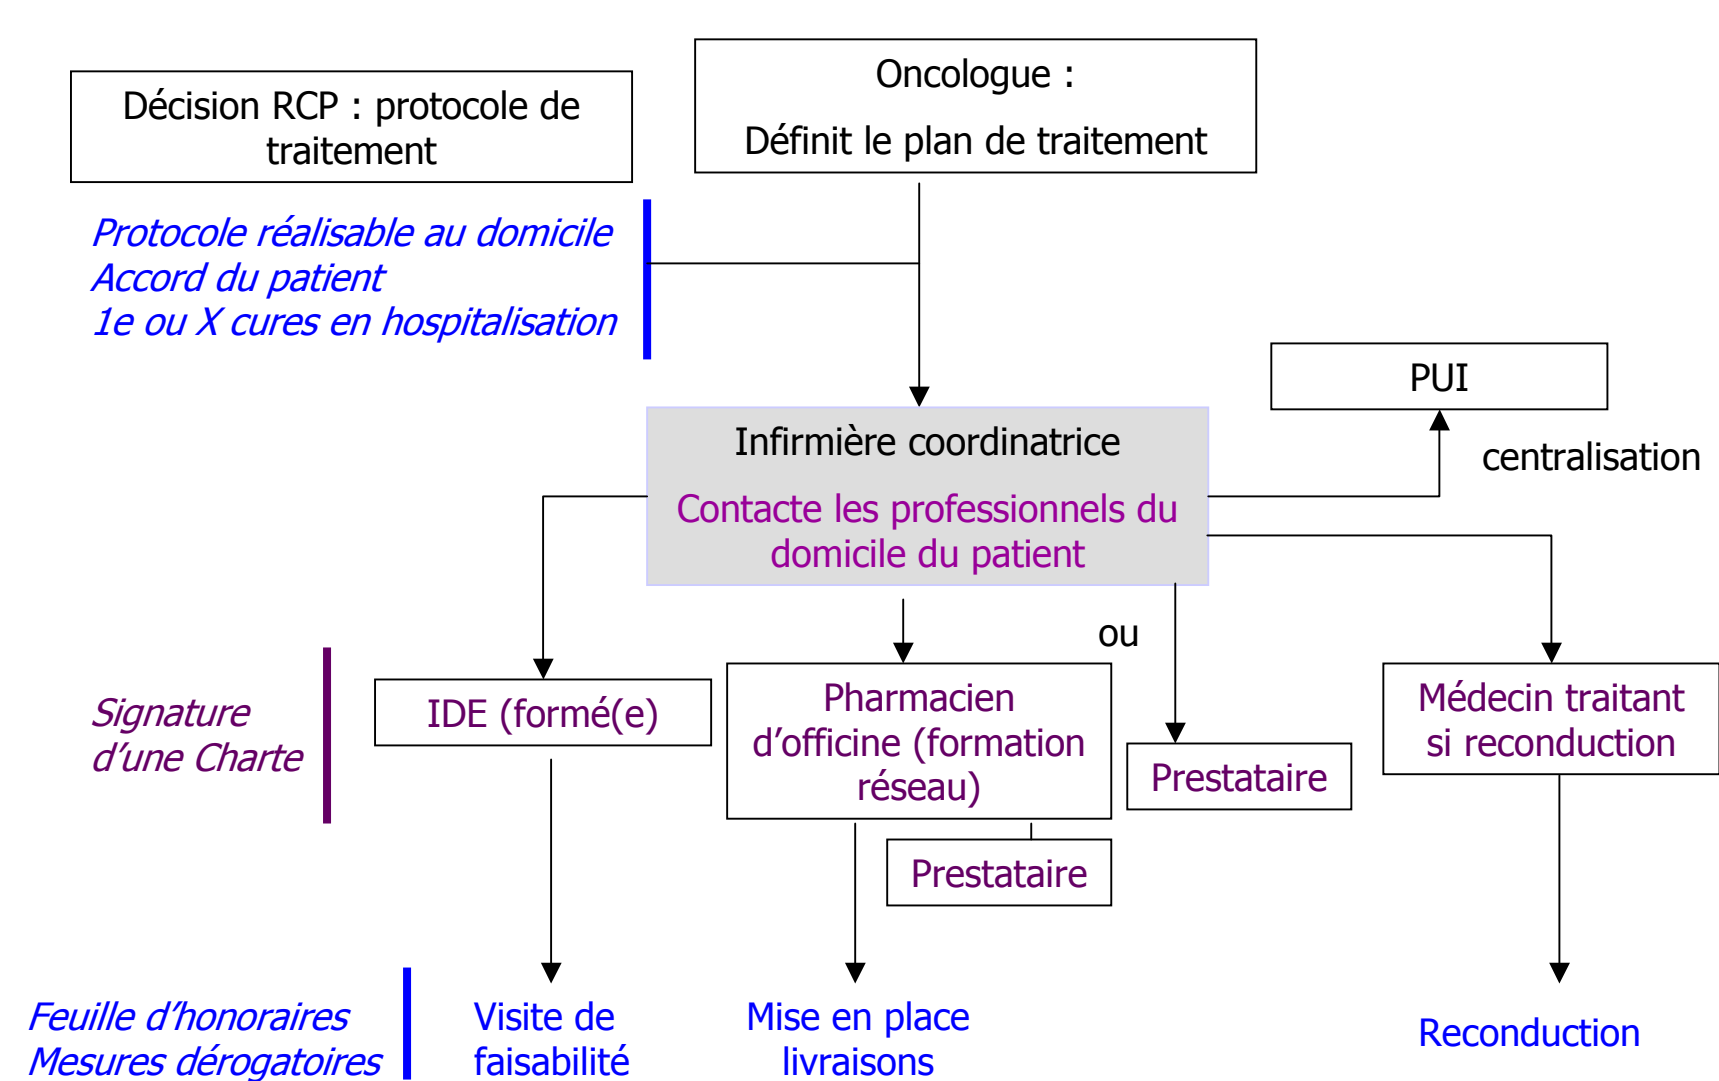 Décision RCP : protocole de
traitement
Oncologue :
Définit le plan de traitement
Protocole réalisable au domicile
Accord du patient
1e ou X cures en hospitalisation
PUI
centralisation
Infirmière coordinatrice
Contacte les professionnels du
domicile du patient
ou
Signature
d’une Charte
IDE (formé(e)
Pharmacien
d’officine (formation
réseau)
Prestataire
Prestataire
Médecin traitant
si reconduction
Feuille d’honoraires
Mesures dérogatoires
Visite de
faisabilité
Mise en place
livraisons
Reconduction